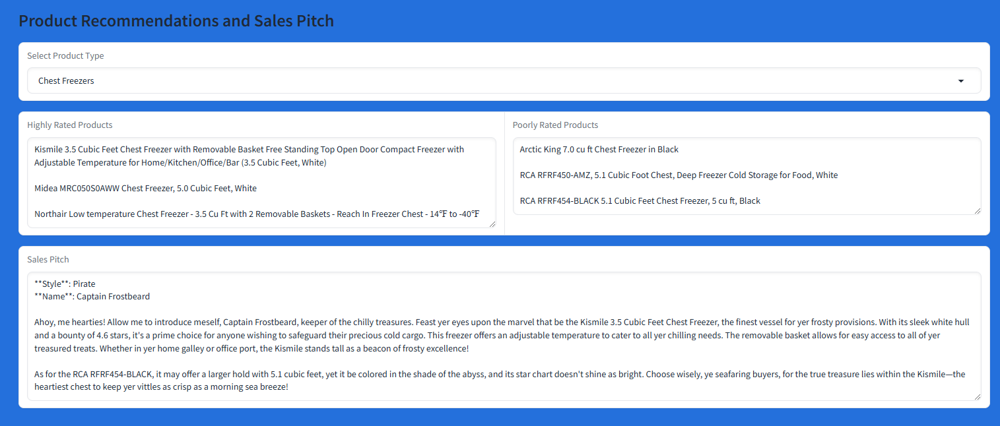 Product Recommendations and Sales Pitch
Select Product Type
Chest Freezers
Highly Rated Products
Kismile 3.5 Cubic Feet Chest Freezer with Removable Basket Free Standing Top Open Door Compact Freezer with
Adjustable Temperature for Home/Kitchen/Office/Bar (3.5 Cubic Feet, White)
Midea MRC050S0AWW Chest Freezer, 5.0 Cubic Feet, White
Northair Low temperature Chest Freezer - 3.5 Cu Ft with 2 Removable Baskets - Reach In Freezer Chest - 14℉ to -40℉
Poorly Rated Products
Arctic King 7.0 cu ft Chest Freezer in Black
RCA RFRF450-AMZ, 5.1 Cubic Foot Chest, Deep Freezer Cold Storage for Food, White
RCA RFRF454-BLACK 5.1 Cubic Feet Chest Freezer, 5 cu ft, Black
Sales Pitch
**Style**: Pirate
**Name**: Captain Frostbeard
Ahoy, me hearties! Allow me to introduce meself, Captain Frostbeard, keeper of the chilly treasures. Feast yer eyes upon the marvel that be the Kismile 3.5 Cubic Feet Chest Freezer, the finest vessel for yer frosty provisions. With its sleek white hull
and a bounty of 4.6 stars, it's a prime choice for anyone wishing to safeguard their precious cold cargo. This freezer offers an adjustable temperature to cater to all yer chilling needs. The removable basket allows for easy access to all of yer
treasured treats. Whether in yer home galley or office port, the Kismile stands tall as a beacon of frosty excellence!
As for the RCA RFRF454-BLACK, it may offer a larger hold with 5.1 cubic feet, yet it be colored in the shade of the abyss, and its star chart doesn't shine as bright. Choose wisely, ye seafaring buyers, for the true treasure lies within the Kismile—the
heartiest chest to keep yer vittles as crisp as a morning sea breeze!